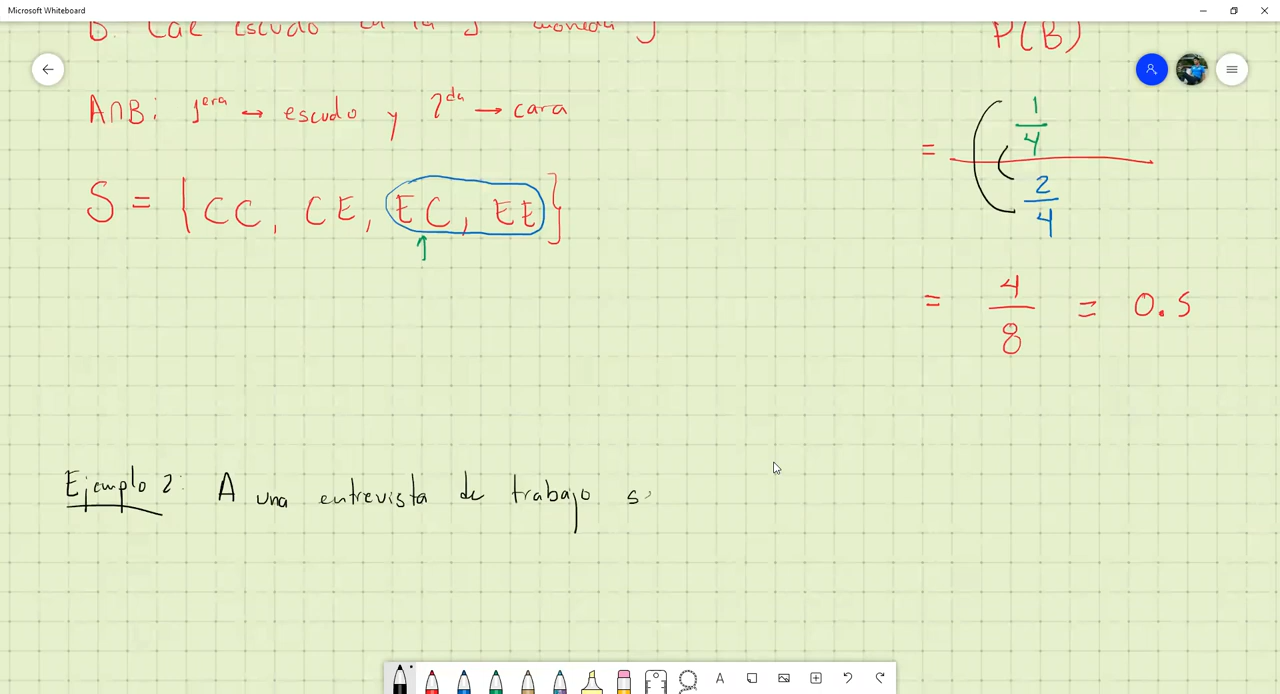 Microsoft Whiteboard
B: Cae escudo en la moneda
P(B)
A∩B: 1era → escudo y 2da → cara
S = { CC, CE, EC, EE}
= 1/4
2/4
= 4/8 = 0.5
Ejemplo 2: A una entrevista de trabajo s
A